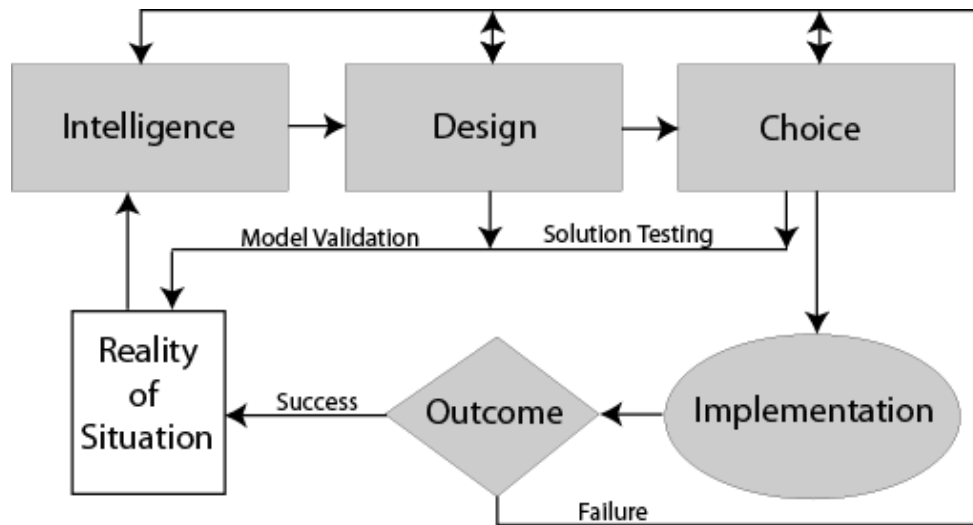 Intelligence
Design
Choice
Model Validation
Solution Testing
Reality
of
Situation
Success
Outcome
Implementation
Failure